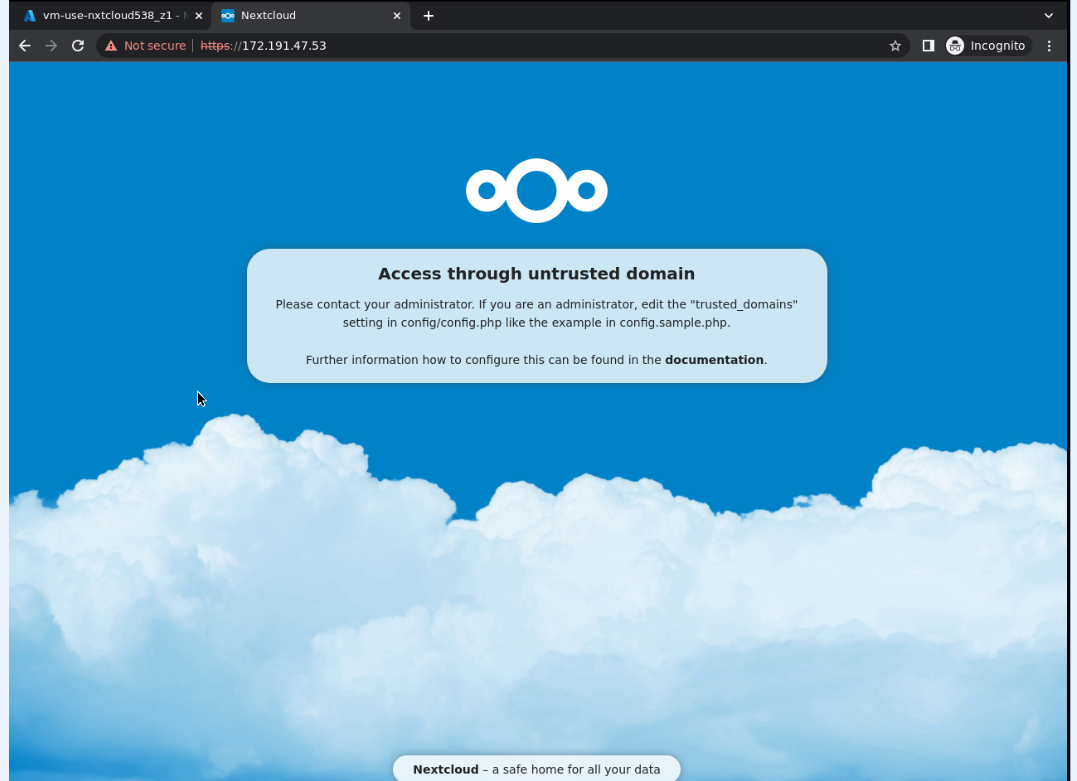 vm-use-nxtcloud538_z1 -
Nextcloud
Not secure
https://172.191.47.53
Incognito
Access through untrusted domain
Please contact your administrator. If you are an administrator, edit the "trusted_domains"
setting in config/config.php like the example in config.sample.php.
Further information how to configure this can be found in the documentation.
Nextcloud – a safe home for all your data